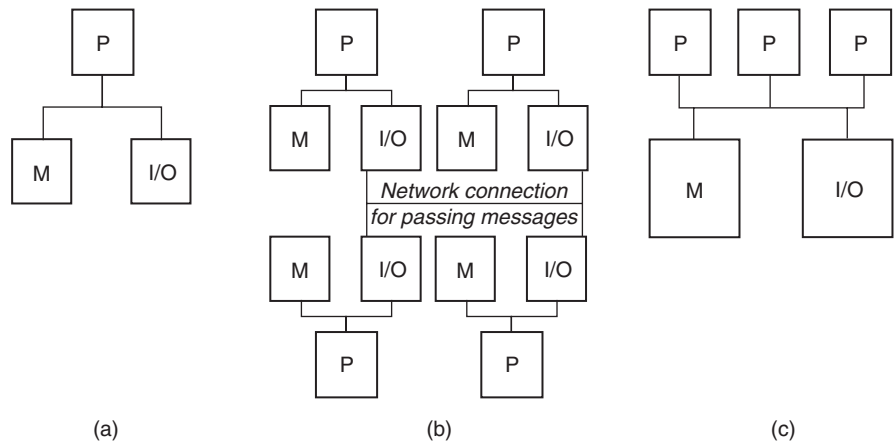 P
P
P
P
P
P
M
I/O
M
I/O
M
I/O
M
I/O
Network connection
for passing messages
M
I/O
M
I/O
P
P
(a)
(b)
(c)